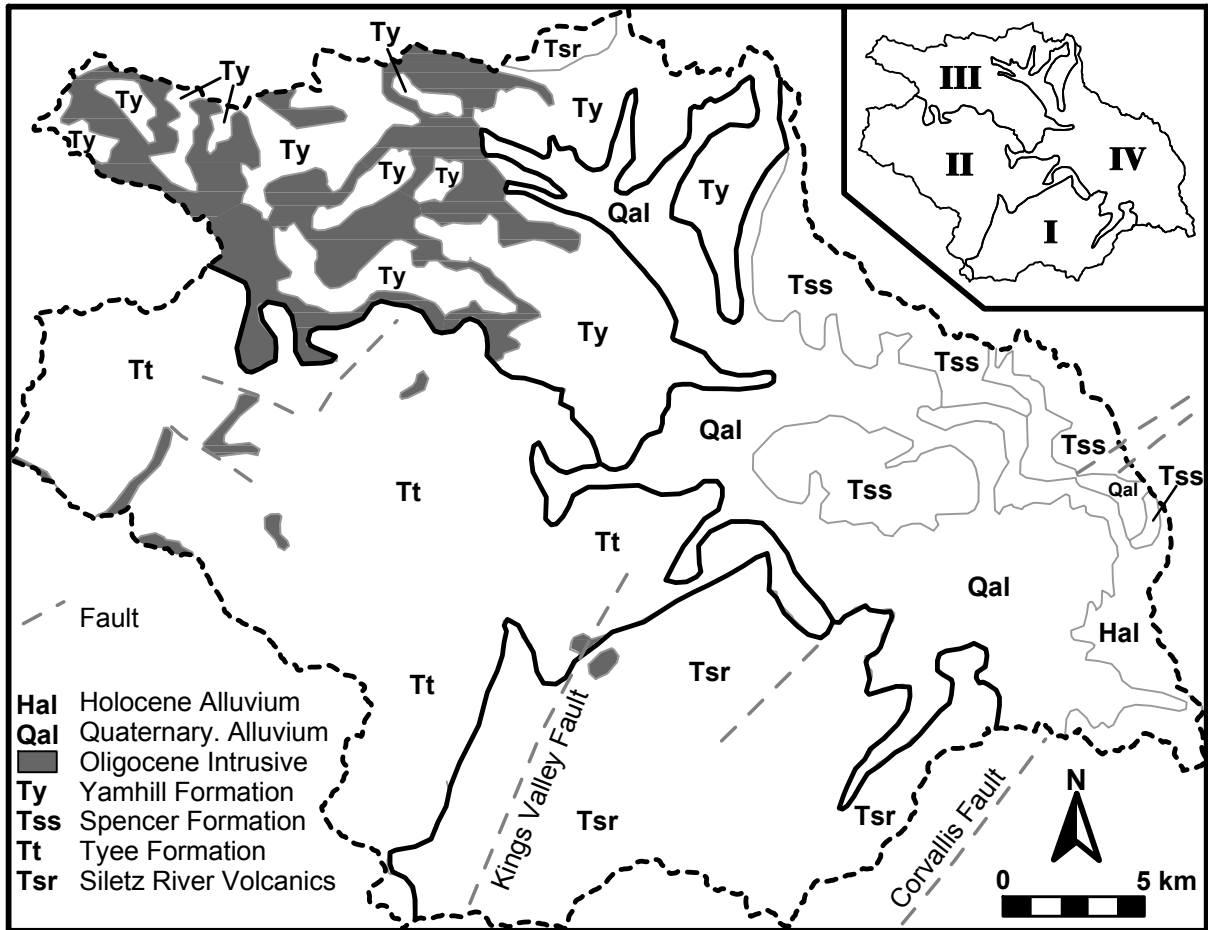 Ty
Tsr
Ty
Ty
III
Ty
Ty
Ty
Ty
II
IV
Ty
Ty
Ty
Qal
I
Ty
Tss
Ty
Tt
Tss
Qal
Tss
Tss
Tt
Tss
Qal
Tt
Qal
Fault
Hal
Tt
Tsr
Kings Valley Fault
Corvallis Fault
Tsr
Tsr
Hal Holocene Alluvium
Qal Quaternary. Alluvium
Oligocene Intrusive
Ty Yamhill Formation
Tss Spencer Formation
Tt Tyee Formation
Tsr Siletz River Volcanics
N
0 5 km